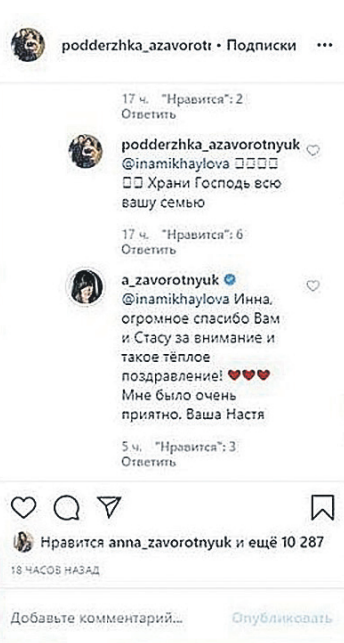 podderzhka_azavorotr • Подписки ...
17 ч. "Нравится": 2
Ответить
podderzhka_azavorotnyuk
@inamikhaylova □□□□
□□ Храни Господь всю
вашу семью
17 ч. "Нравится": 6
Ответить
a_zavorotnyuk
@inamikhaylova Инна,
огромное спасибо Вам
и Стасу за внимание и
такое тёплое
поздравление! ❤❤❤
Мне было очень
приятно. Ваша Настя
5 ч. "Нравится": 3
Ответить
Нравится anna_zavorotnyuk и ещё 10 287
18 ЧАСОВ НАЗАД
Добавьте комментарий... Опубликовать